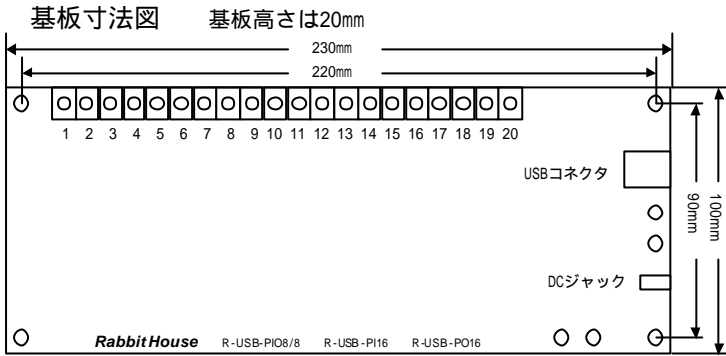 基板寸法図 基板高さは20㎜
230㎜
220㎜
1 2 3 4 5 6 7 8 9 10 11 12 13 14 15 16 17 18 19 20
USBコネクタ
90mm
100mm
DCジャック
Rabbit House R-USB-PIO8/8 R-USB-PI16 R-USB-PO16